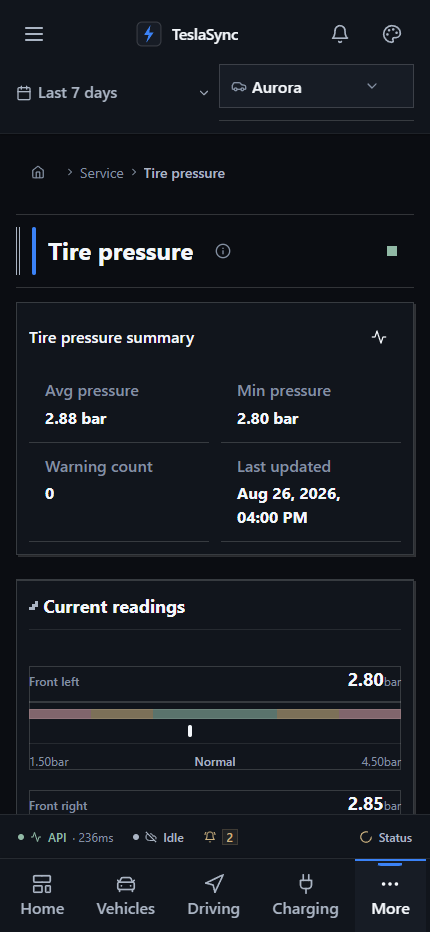 TeslaSync
Last 7 days
Aurora
Service
Tire pressure
Tire pressure
Tire pressure summary
Avg pressure
2.88 bar
Min pressure
2.80 bar
Warning count
0
Last updated
Aug 26, 2026,
04:00 PM
Current readings
Front left
2.80bar
1.50bar
Normal
4.50bar
Front right
2.85bar
API · 236ms
Idle
2
Status
Home
Vehicles
Driving
Charging
More